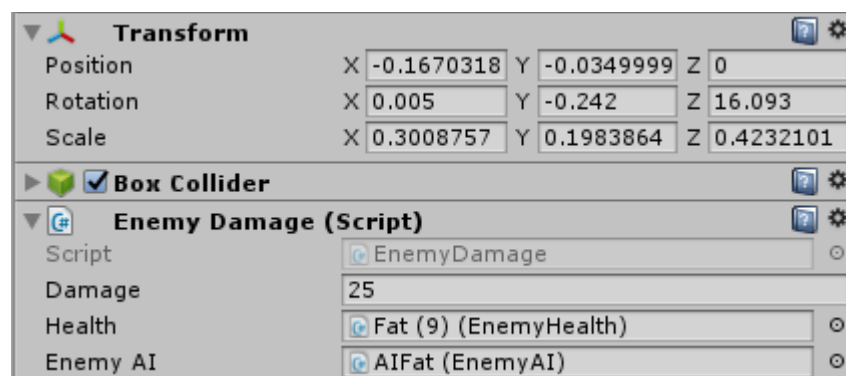 Transform
Position X -0.1670318 Y -0.0349999 Z 0
Rotation X 0.005 Y -0.242 Z 16.093
Scale X 0.3008757 Y 0.1983864 Z 0.4232101
Box Collider
Enemy Damage (Script)
Script EnemyDamage
Damage 25
Health Fat (9) (EnemyHealth)
Enemy AI AIFat (EnemyAI)